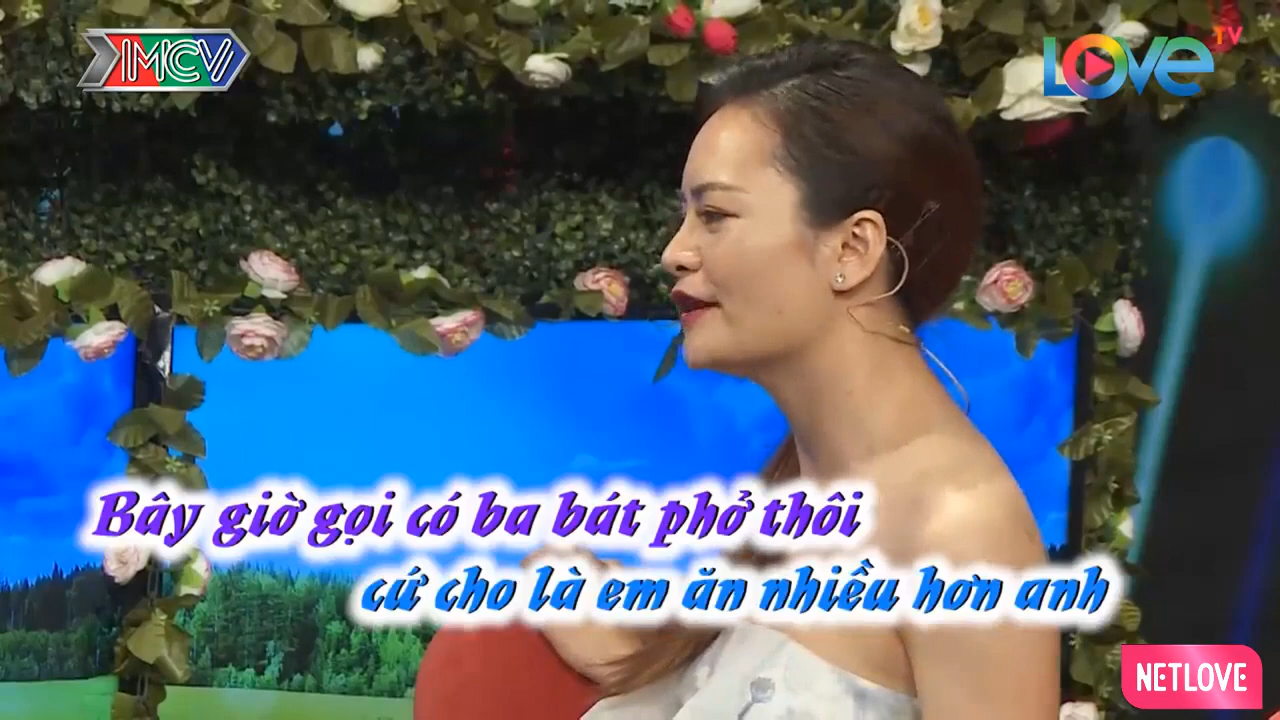 MCV
LOVE TV
Bây giờ gọi có ba bát phở thôi
cứ cho là em ăn nhiều hơn anh
NETLOVE